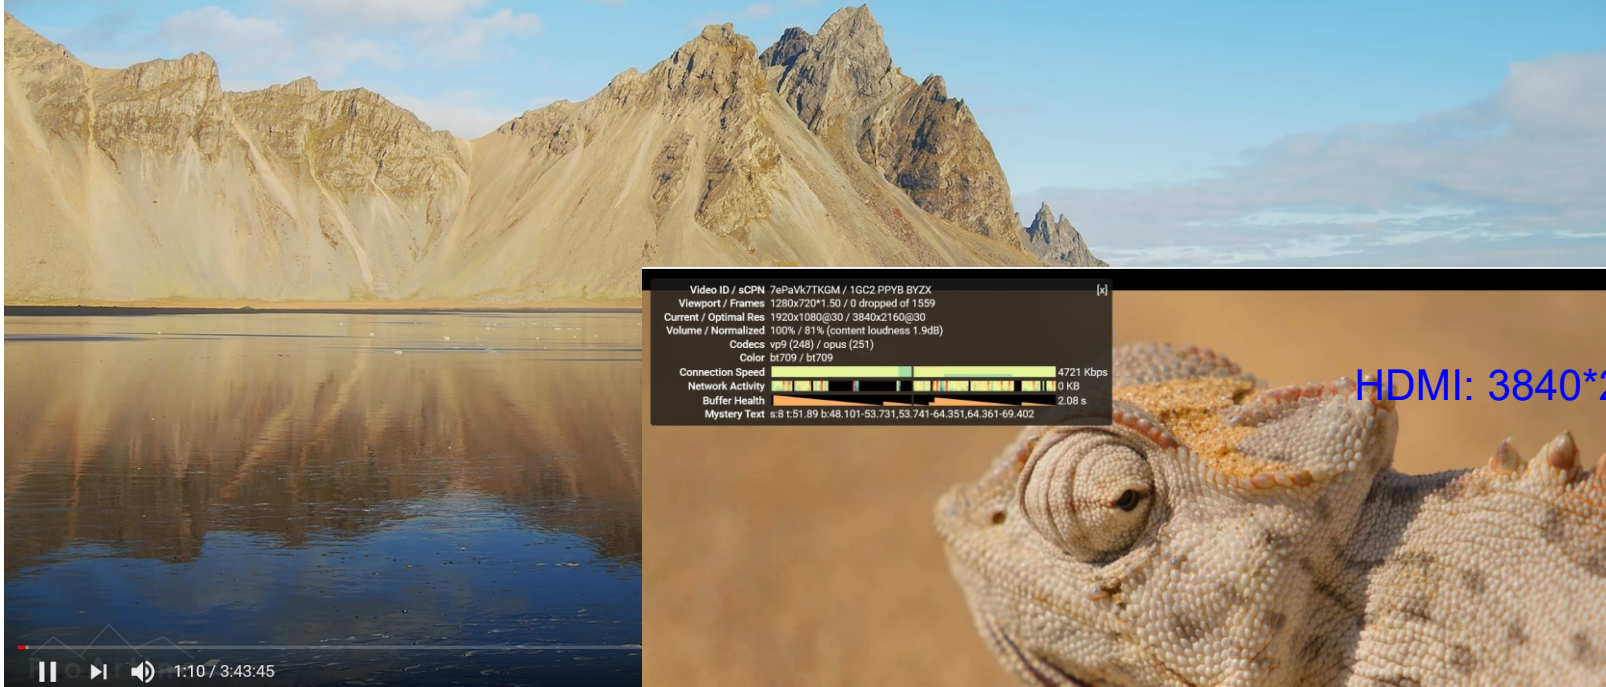 Video ID / sCPN 7ePaVk7TKGM / 1GC2 PPYB BYZX [x]
Viewport / Frames 1280x720*1.50 / 0 dropped of 1559
Current / Optimal Res 1920x1080@30 / 3840x2160@30
Volume / Normalized 100% / 81% (content loudness 1.9dB)
Codecs vp9 (248) / opus (251)
Color bt709 / bt709
Connection Speed 4721 Kbps
Network Activity 0 KB
Buffer Health 2.08 s
Mystery Text s:8 t:51.89 b:48.101-53.731,53.741-64.351,64.361-69.402
HDMI: 3840*2
1:10 / 3:43:45